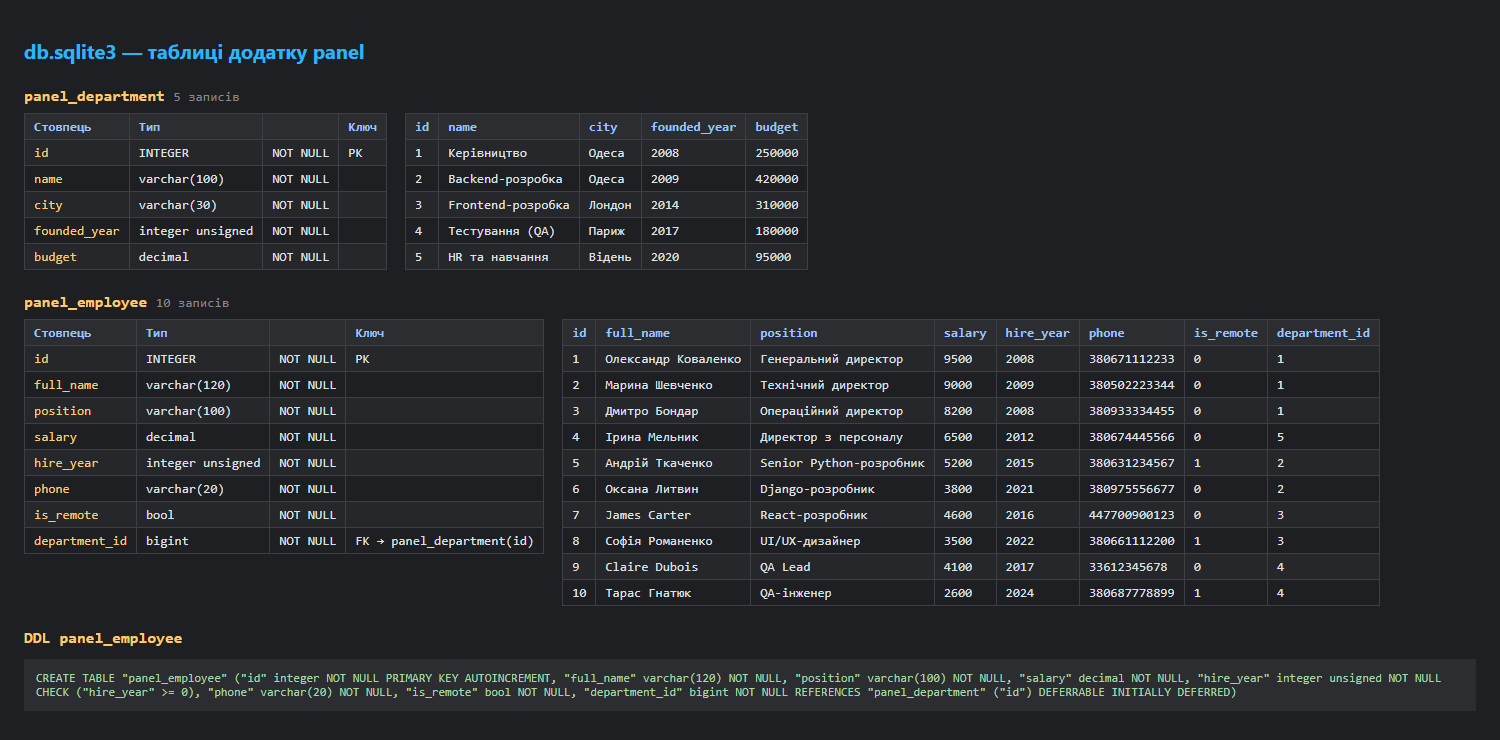 db.sqlite3 — таблиці додатку panel
panel_department 5 записів
Стовпець Тип Ключ
id INTEGER NOT NULL PK
name varchar(100) NOT NULL
city varchar(30) NOT NULL
founded_year integer unsigned NOT NULL
budget decimal NOT NULL
id name city founded_year budget
1 Керівництво Одеса 2008 250000
2 Backend-розробка Одеса 2009 420000
3 Frontend-розробка Лондон 2014 310000
4 Тестування (QA) Париж 2017 180000
5 HR та навчання Відень 2020 95000
panel_employee 10 записів
Стовпець Тип Ключ
id INTEGER NOT NULL PK
full_name varchar(120) NOT NULL
position varchar(100) NOT NULL
salary decimal NOT NULL
hire_year integer unsigned NOT NULL
phone varchar(20) NOT NULL
is_remote bool NOT NULL
department_id bigint NOT NULL FK → panel_department(id)
id full_name position salary hire_year phone is_remote department_id
1 Олександр Коваленко Генеральний директор 9500 2008 380671112233 0 1
2 Марина Шевченко Технічний директор 9000 2009 380502223344 0 1
3 Дмитро Бондар Операційний директор 8200 2008 380933334455 0 1
4 Ірина Мельник Директор з персоналу 6500 2012 380674445566 0 5
5 Андрій Ткаченко Senior Python-розробник 5200 2015 380631234567 1 2
6 Оксана Литвин Django-розробник 3800 2021 380975556677 0 2
7 James Carter React-розробник 4600 2016 447700900123 0 3
8 Софія Романенко UI/UX-дизайнер 3500 2022 380661112200 1 3
9 Claire Dubois QA Lead 4100 2017 33612345678 0 4
10 Тарас Гнатюк QA-інженер 2600 2024 380687778899 1 4
DDL panel_employee
CREATE TABLE "panel_employee" ("id" integer NOT NULL PRIMARY KEY AUTOINCREMENT, "full_name" varchar(120) NOT NULL, "position" varchar(100) NOT NULL, "salary" decimal NOT NULL, "hire_year" integer unsigned NOT NULL
CHECK ("hire_year" >= 0), "phone" varchar(20) NOT NULL, "is_remote" bool NOT NULL, "department_id" bigint NOT NULL REFERENCES "panel_department" ("id") DEFERRABLE INITIALLY DEFERRED)